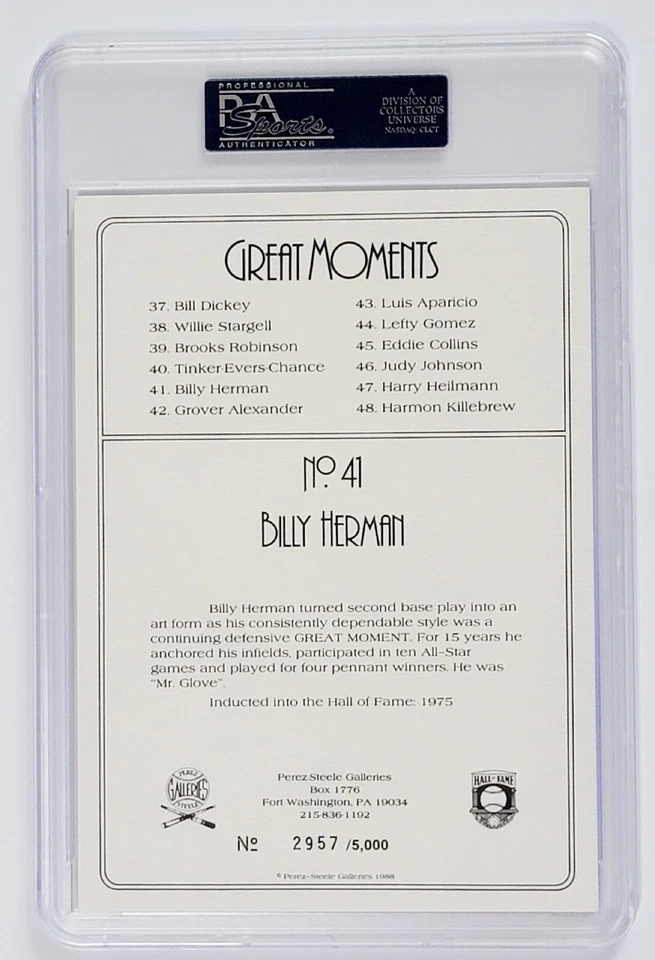 PROFESSIONAL
PSA
Sports
AUTHENTICATOR
A
DIVISION OF
COLLECTORS
UNIVERSE
NASDAQ: CLCT
GREAT MOMENTS
37. Bill Dickey
38. Willie Stargell
39. Brooks Robinson
40. Tinker-Evers-Chance
41. Billy Herman
42. Grover Alexander
43. Luis Aparicio
44. Lefty Gomez
45. Eddie Collins
46. Judy Johnson
47. Harry Heilmann
48. Harmon Killebrew
No. 41
BILLY HERMAN
Billy Herman turned second base play into an
art form as his consistently dependable style was a
continuing defensive GREAT MOMENT. For 15 years he
anchored his infields, participated in ten All-Star
games and played for four pennant winners. He was
"Mr. Glove".
Inducted into the Hall of Fame: 1975
PEREZ
GALLERIES
STEELE
Perez-Steele Galleries
Box 1776
Fort Washington, PA 19034
215-836-1192
HALL OF FAME
No 2957 /5,000
© Perez-Steele Galleries 1988